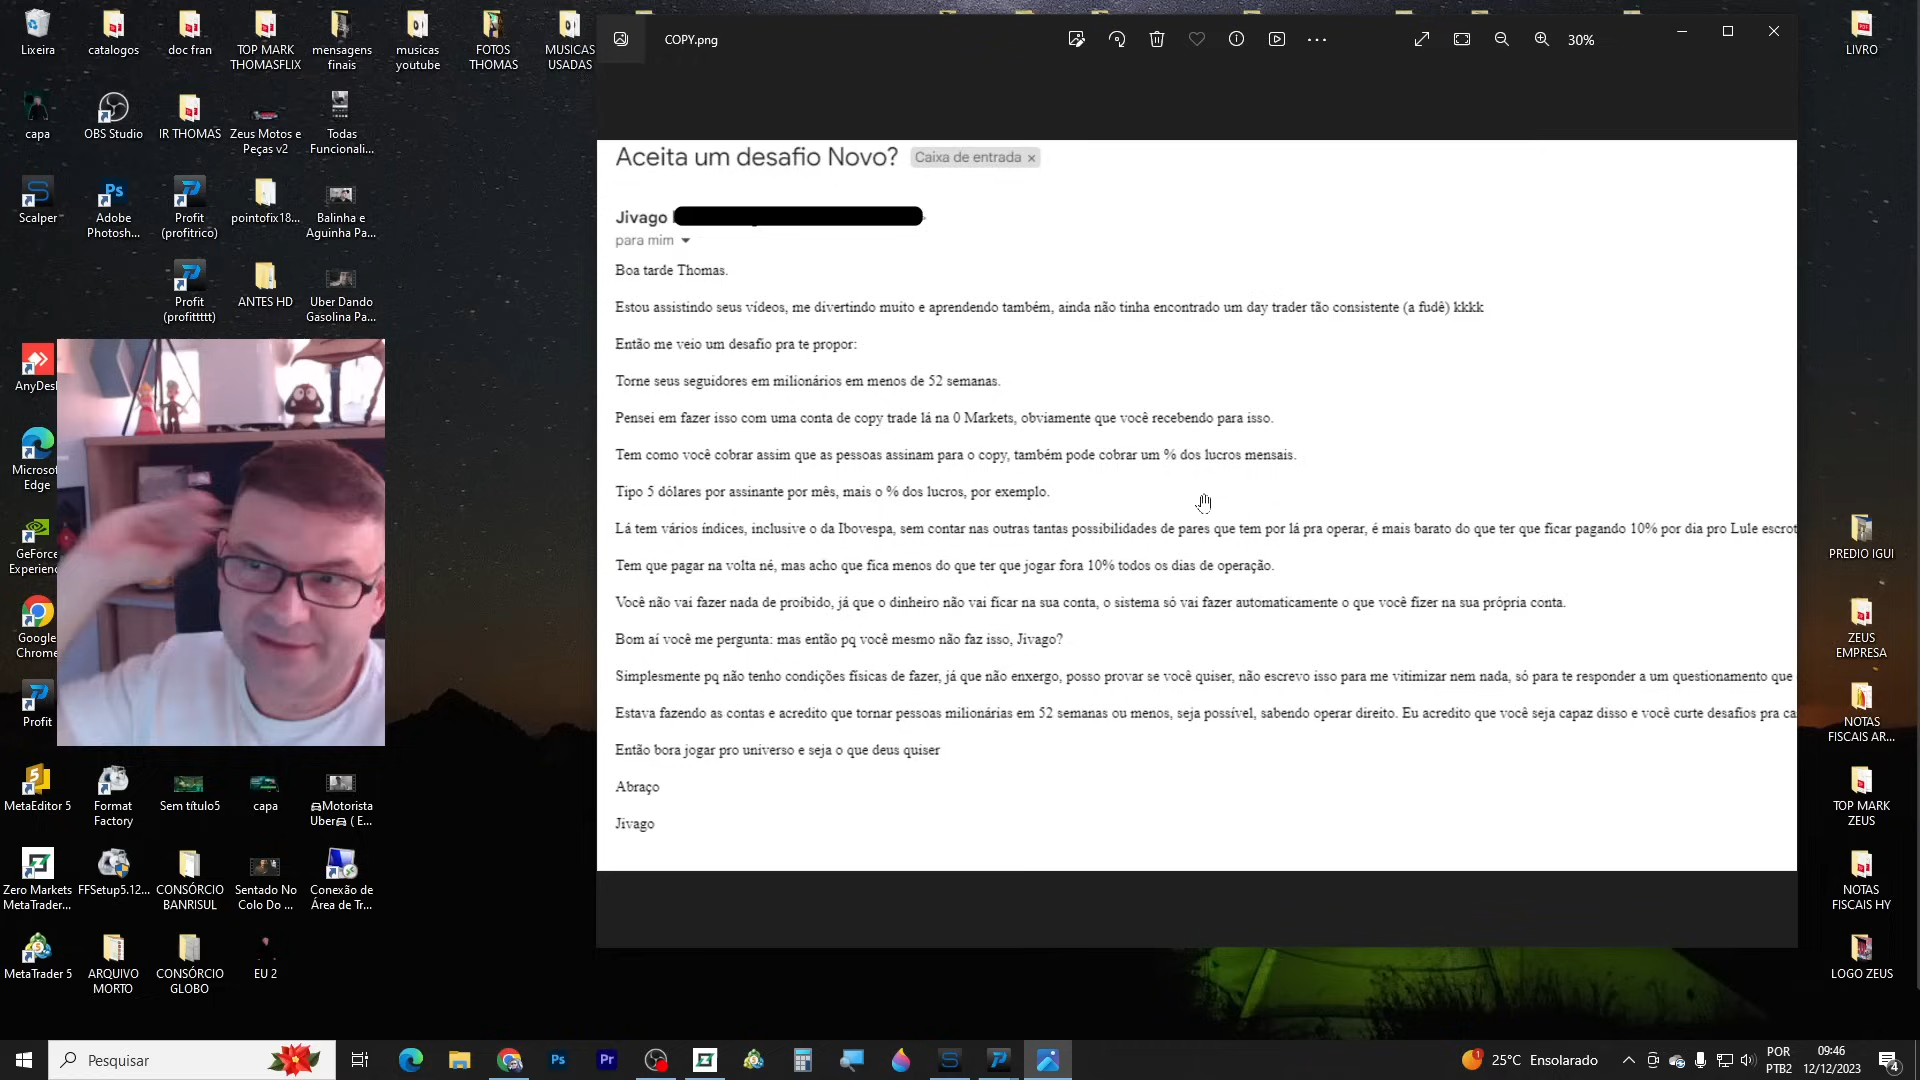 Lixeira
catalogos
doc fran
TOP MARK
THOMASFLIX
mensagens
finais
musicas
youtube
FOTOS
THOMAS
MUSICAS
USADAS
capa
OBS Studio
IR THOMAS
Zeus Motos e
Peças v2
Todas
Funcionali...
Scalper
Adobe
Photosh...
Profit
(profitrico)
pointofix18...
Balinha e
Aguinha Pa...
Profit
(profittttt)
ANTES HD
Uber Dando
Gasolina Pa...
Microsof
Edge
GeForce
Experienc
Google
Chrome
Profit
MetaEditor 5
Format
Factory
Sem título5
capa
Motorista
Uber ( E...
Zero Markets
MetaTrader...
FFSetup5.12...
CONSÓRCIO
BANRISUL
Sentado No
Colo Do ...
Conexão de
Área de Tr...
MetaTrader 5
ARQUIVO
MORTO
CONSÓRCIO
GLOBO
EU 2
COPY.png
30%
Aceita um desafio Novo?
Caixa de entrada ×
Jivago
para mim
Boa tarde Thomas.
Estou assistindo seus vídeos, me divertindo muito e aprendendo também, ainda não tinha encontrado um day trader tão consistente (a fudê) kkkk
Então me veio um desafio pra te propor:
Torne seus seguidores em milionários em menos de 52 semanas.
Pensei em fazer isso com uma conta de copy trade lá na 0 Markets, obviamente que você recebendo para isso.
Tem como você cobrar assim que as pessoas assinam para o copy, também pode cobrar um % dos lucros mensais.
Tipo 5 dólares por assinante por mês, mais o % dos lucros, por exemplo.
Lá tem vários índices, inclusive o da Ibovespa, sem contar nas outras tantas possibilidades de pares que tem por lá pra operar, é mais barato do que ter que ficar pagando 10% por dia pro Lule escrot
Tem que pagar na volta né, mas acho que fica menos do que ter que jogar fora 10% todos os dias de operação.
Você não vai fazer nada de proibido, já que o dinheiro não vai ficar na sua conta, o sistema só vai fazer automaticamente o que você fizer na sua própria conta.
Bom aí você me pergunta: mas então pq você mesmo não faz isso, Jivago?
Simplesmente pq não tenho condições físicas de fazer, já que não enxergo, posso provar se você quiser, não escrevo isso para me vitimizar nem nada, só para te responder a um questionamento que
Estava fazendo as contas e acredito que tornar pessoas milionárias em 52 semanas ou menos, seja possível, sabendo operar direito. Eu acredito que você seja capaz disso e você curte desafios pra ca
Então bora jogar pro universo e seja o que deus quiser
Abraço
Jivago
LIVRO
PREDIO IGUI
ZEUS
EMPRESA
NOTAS
FISCAIS AR...
TOP MARK
ZEUS
NOTAS
FISCAIS HY
LOGO ZEUS
Pesquisar
25°C Ensolarado
POR
PTB2
09:46
12/12/2023
4